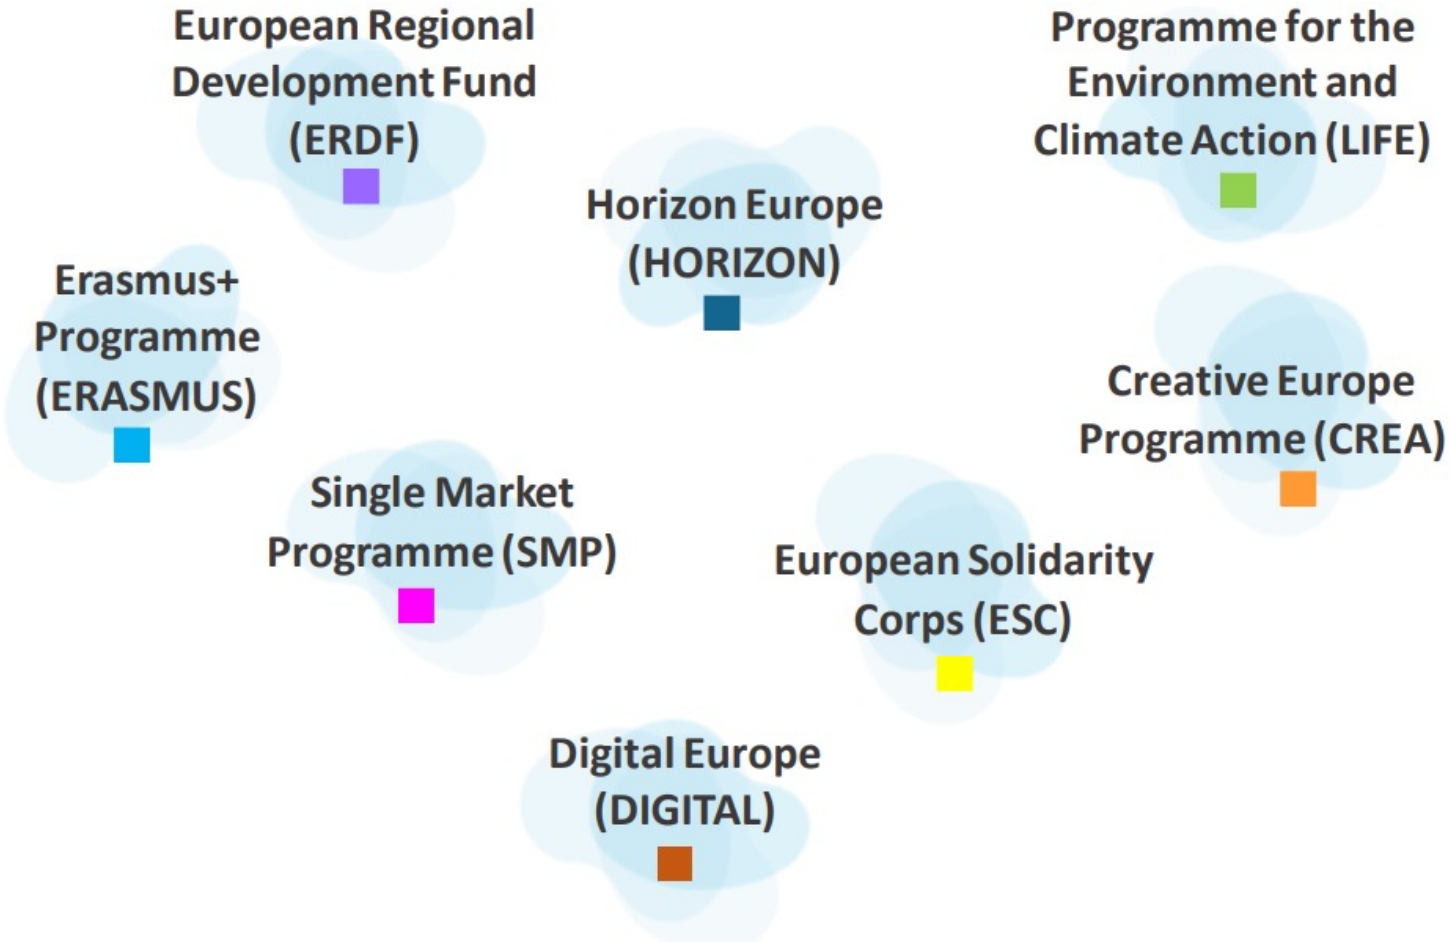 European Regional
Development Fund
(ERDF)
Programme for the
Environment and
Climate Action (LIFE)
Horizon Europe
(HORIZON)
Erasmus+
Programme
(ERASMUS)
Creative Europe
Programme (CREA)
Single Market
Programme (SMP)
European Solidarity
Corps (ESC)
Digital Europe
(DIGITAL)